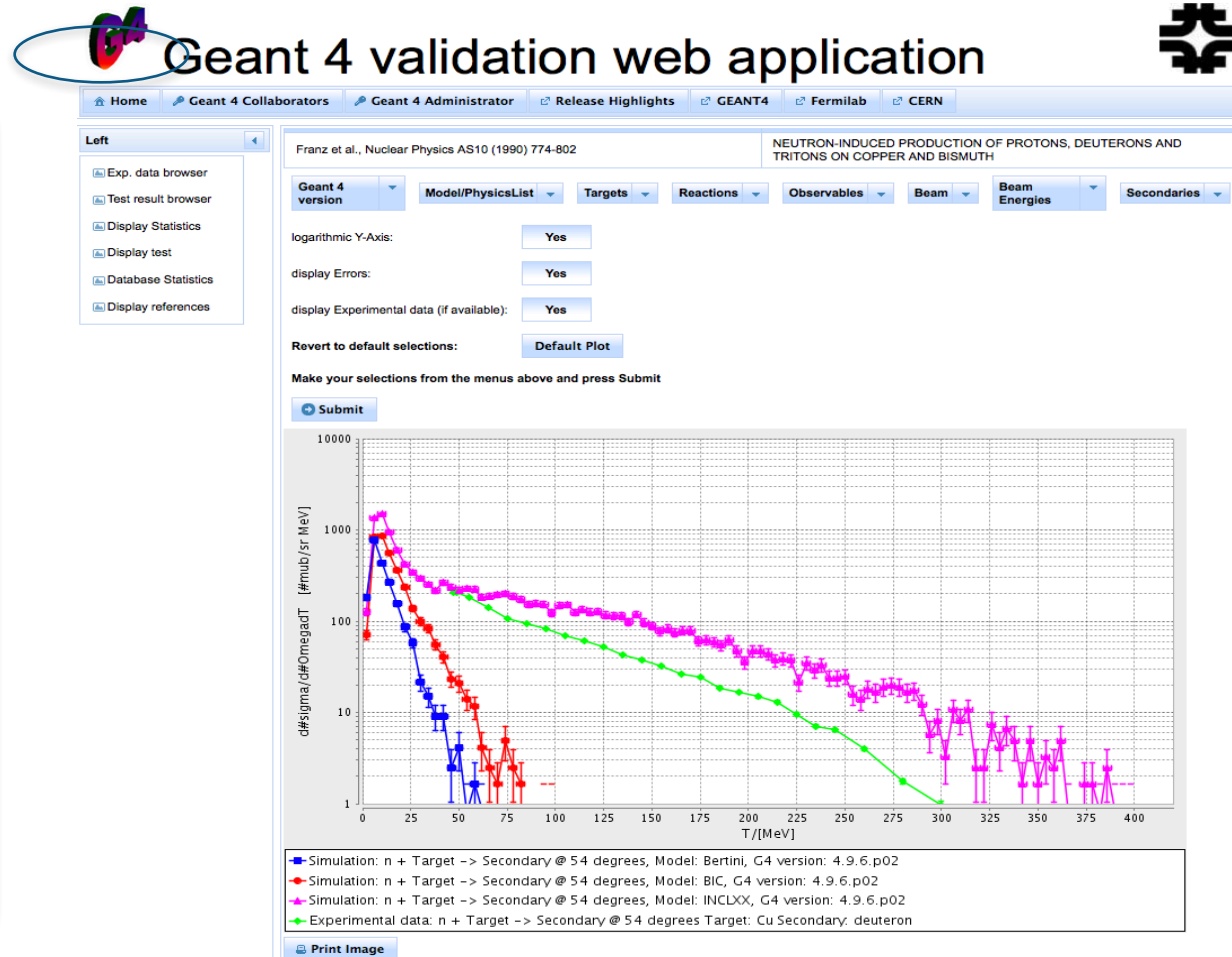 G4
Geant 4 validation web application
Home Geant 4 Collaborators Geant 4 Administrator Release Highlights GEANT4 Fermilab CERN
Left
Exp. data browser
Test result browser
Display Statistics
Display test
Database Statistics
Display references
Franz et al., Nuclear Physics AS10 (1990) 774-802
NEUTRON-INDUCED PRODUCTION OF PROTONS, DEUTERONS AND
TRITONS ON COPPER AND BISMUTH
Geant 4
version
Model/PhysicsList
Targets
Reactions
Observables
Beam
Beam
Energies
Secondaries
logarithmic Y-Axis: Yes
display Errors: Yes
display Experimental data (if available): Yes
Revert to default selections: Default Plot
Make your selections from the menus above and press Submit
Submit
10000
1000
100
10
1
d#sigma/d#OmegadT [#mub/sr MeV]
0 25 50 75 100 125 150 175 200 225 250 275 300 325 350 375 400
T/[MeV]
Simulation: n + Target -> Secondary @ 54 degrees, Model: Bertini, G4 version: 4.9.6.p02
Simulation: n + Target -> Secondary @ 54 degrees, Model: BIC, G4 version: 4.9.6.p02
Simulation: n + Target -> Secondary @ 54 degrees, Model: INCLXX, G4 version: 4.9.6.p02
Experimental data: n + Target -> Secondary @ 54 degrees Target: Cu Secondary: deuteron
Print Image